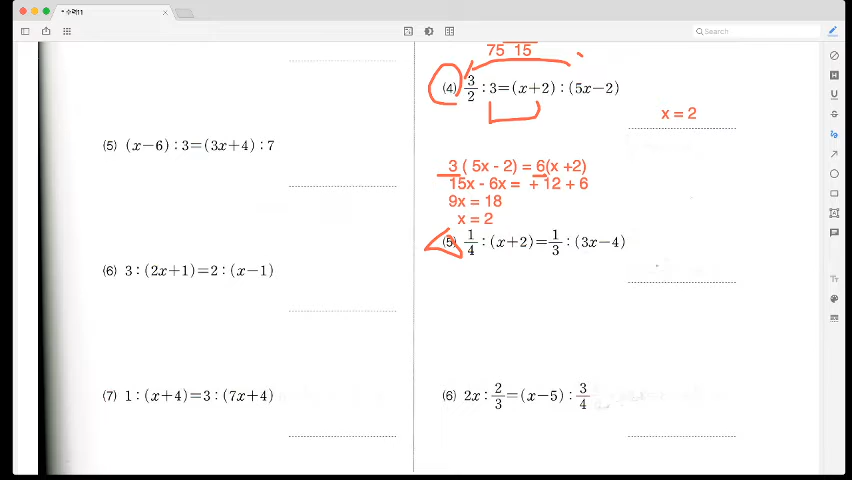 수력11
Search
(5) (x−6) : 3=(3x+4) : 7
(6) 3 : (2x+1)=2 : (x−1)
(7) 1 : (x+4)=3 : (7x+4)
75 15
(4) 3/2 : 3=(x+2) : (5x−2)
x = 2
3 ( 5x - 2) = 6(x +2)
15x - 6x = + 12 + 6
9x = 18
x = 2
(5) 1/4 : (x+2)=1/3 : (3x−4)
(6) 2x : 2/3=(x−5) : 3/4